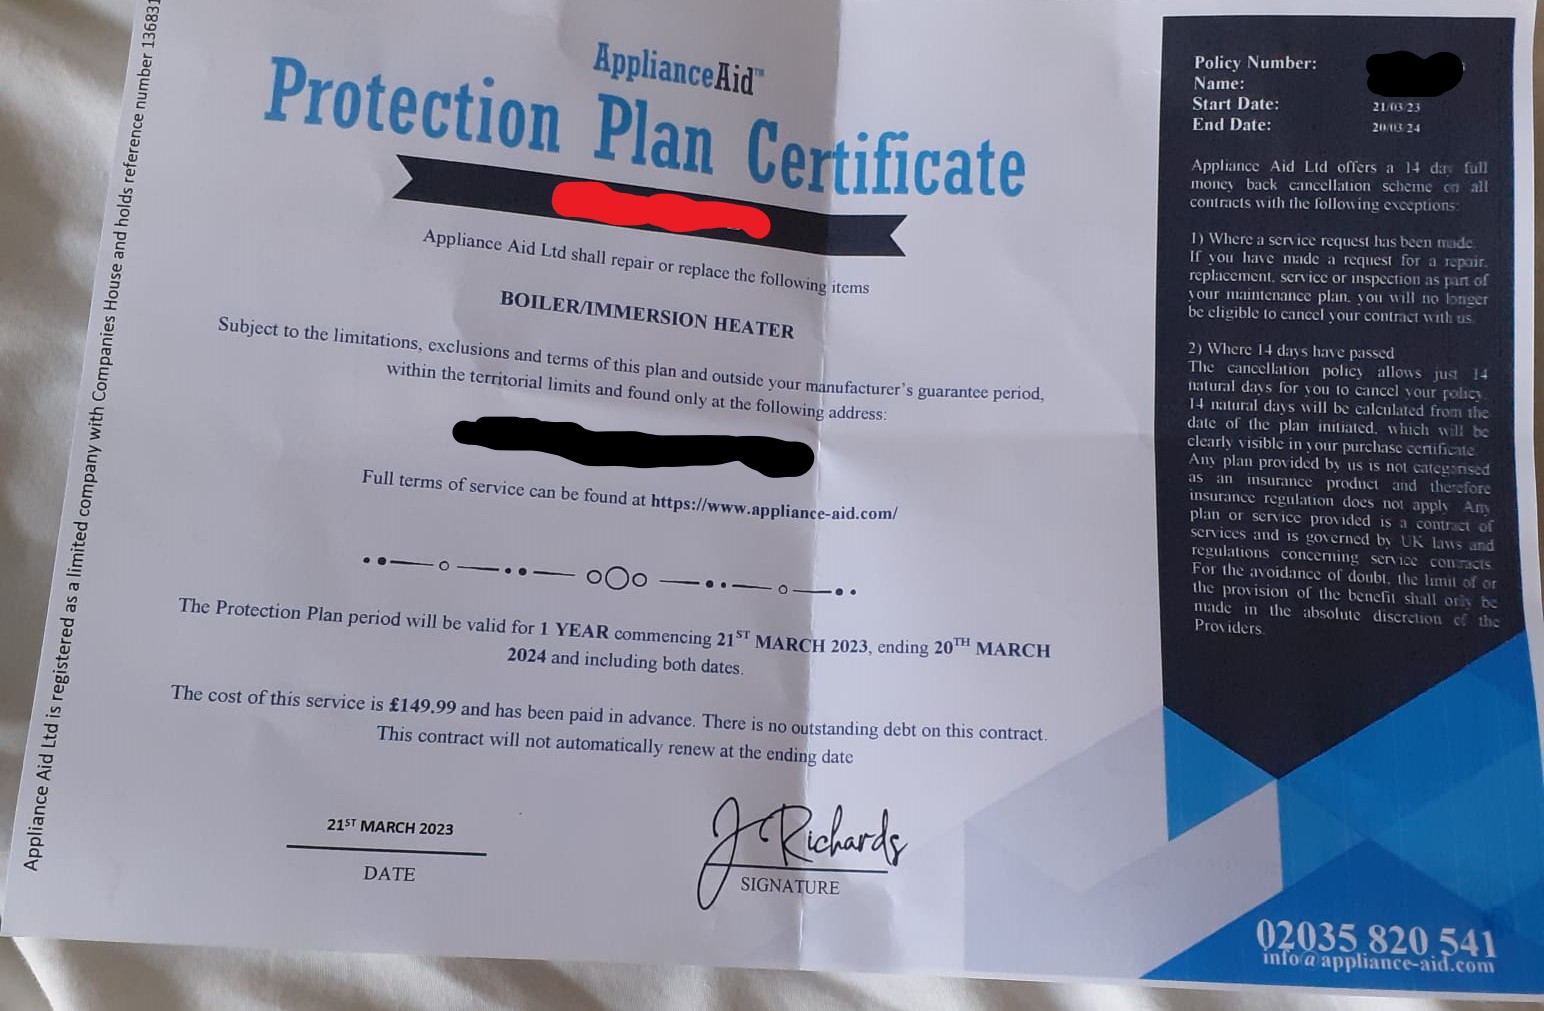 Appliance Aid Ltd is registered as a limited company with Companies House and holds reference number 136831
ApplianceAid™
Protection Plan Certificate
Appliance Aid Ltd shall repair or replace the following items
BOILER/IMMERSION HEATER
Subject to the limitations, exclusions and terms of this plan and outside your manufacturer's guarantee period,
within the territorial limits and found only at the following address:
Full terms of service can be found at https://www.appliance-aid.com/
The Protection Plan period will be valid for 1 YEAR commencing 21ST MARCH 2023, ending 20TH MARCH
2024 and including both dates.
The cost of this service is £149.99 and has been paid in advance. There is no outstanding debt on this contract.
This contract will not automatically renew at the ending date
21ST MARCH 2023
DATE
J Richards
SIGNATURE
Policy Number:
Name:
Start Date: 21/03/23
End Date: 20/03/24
Appliance Aid Ltd offers a 14 day full
money back cancellation scheme on all
contracts with the following exceptions:
1) Where a service request has been made.
If you have made a request for a repair,
replacement, service or inspection as part of
your maintenance plan, you will no longer
be eligible to cancel your contract with us.
2) Where 14 days have passed
The cancellation policy allows just 14
natural days for you to cancel your policy.
14 natural days will be calculated from the
date of the plan initiated, which will be
clearly visible in your purchase certificate.
Any plan provided by us is not categorised
as an insurance product and therefore
insurance regulation does not apply. Any
plan or service provided is a contract of
services and is governed by UK laws and
regulations concerning service contracts.
For the avoidance of doubt, the limit of or
the provision of the benefit shall only be
made in the absolute discretion of the
Providers.
02035 820 541
info@appliance-aid.com